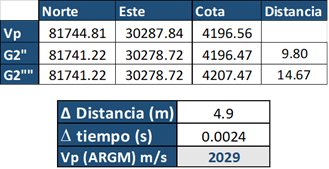 Norte Este Cota Distancia
Vp 81744.81 30287.84 4196.56
G2" 81741.22 30278.72 4196.47 9.80
G2"" 81741.22 30278.72 4207.47 14.67
Δ Distancia (m) 4.9
Δ tiempo (s) 0.0024
Vp (ARGM) m/s 2029